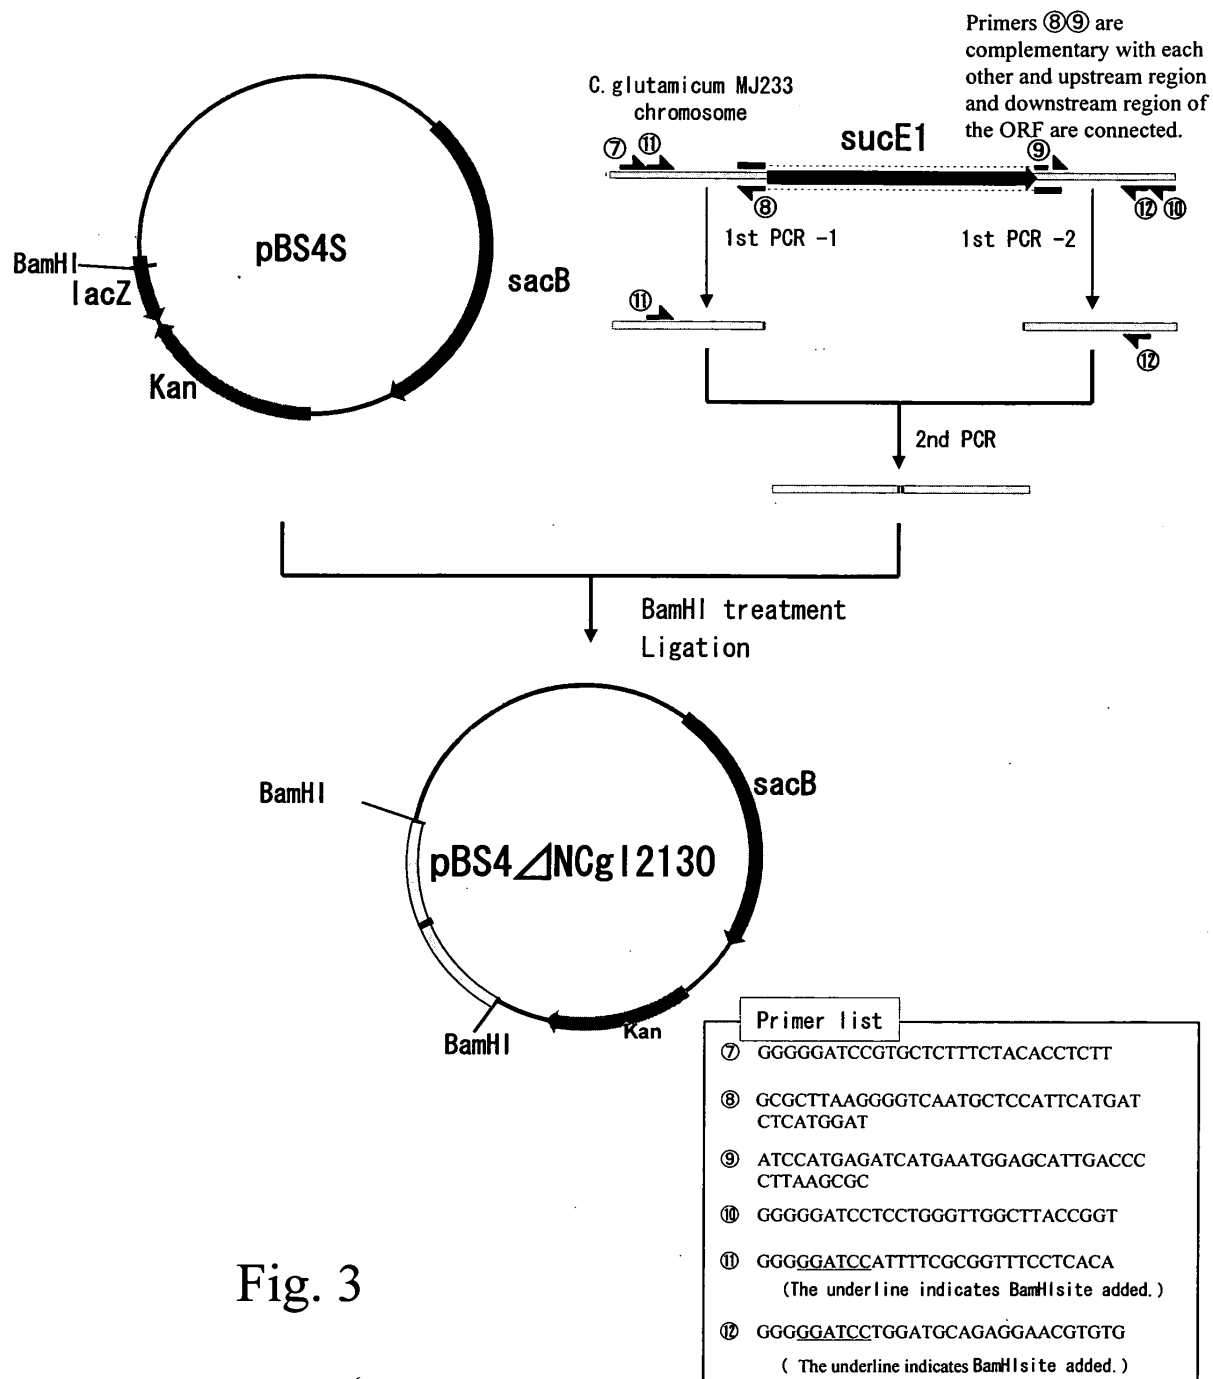 Primers ⑧⑨ are
complementary with each
other and upstream region
and downstream region of
the ORF are connected.
C. glutamicum MJ233
chromosome
sucE1
⑦ ⑪
⑨
⑧
⑫ ⑩
1st PCR -1
1st PCR -2
pBS4S
BamHI
lacZ
sacB
Kan
⑪
⑫
2nd PCR
BamHI treatment
Ligation
BamHI
sacB
pBS4⊿NCgl2130
BamHI
Kan
Primer list
⑦ GGGGGATCCGTGCTCTTTCTACACCTCTT
⑧ GCGCTTAAGGGGTCAATGCTCCATTCATGAT
CTCATGGAT
⑨ ATCCATGAGATCATGAATGGAGCATTGACCC
CTTAAGCGC
⑩ GGGGGATCCTCCTGGGTTGGCTTACCGGT
⑪ GGGGGATCCATTTTCGCGGTTTCCTCACA
(The underline indicates BamHIsite added.)
⑫ GGGGGATCCTGGATGCAGAGGAACGTGTG
( The underline indicates BamHIsite added.)
Fig. 3